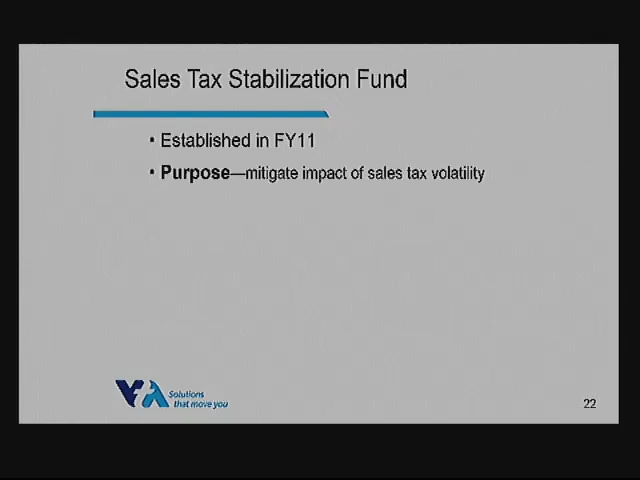 Sales Tax Stabilization Fund
• Established in FY11
• Purpose—mitigate impact of sales tax volatility
VTA Solutions
that move you
22